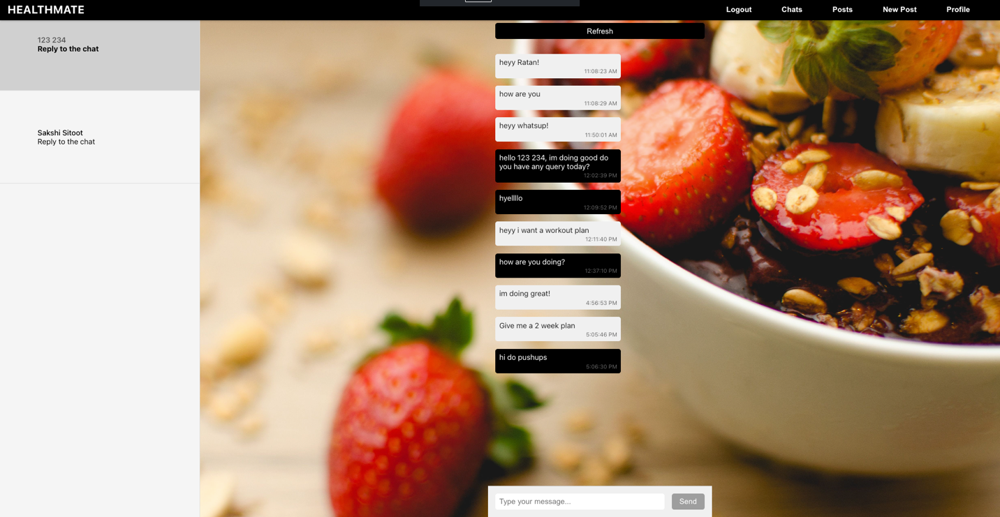 HEALTHMATE
Logout Chats Posts New Post Profile
123 234
Reply to the chat
Sakshi Sitoot
Reply to the chat
Refresh
heyy Ratan!
11:08:23 AM
how are you
11:08:29 AM
heyy whatsup!
11:50:01 AM
hello 123 234, im doing good do
you have any query today?
12:02:39 PM
hyellllo
12:09:52 PM
heyy i want a workout plan
12:11:40 PM
how are you doing?
12:37:10 PM
im doing great!
4:56:53 PM
Give me a 2 week plan
5:05:46 PM
hi do pushups
5:06:30 PM
Type your message...
Send